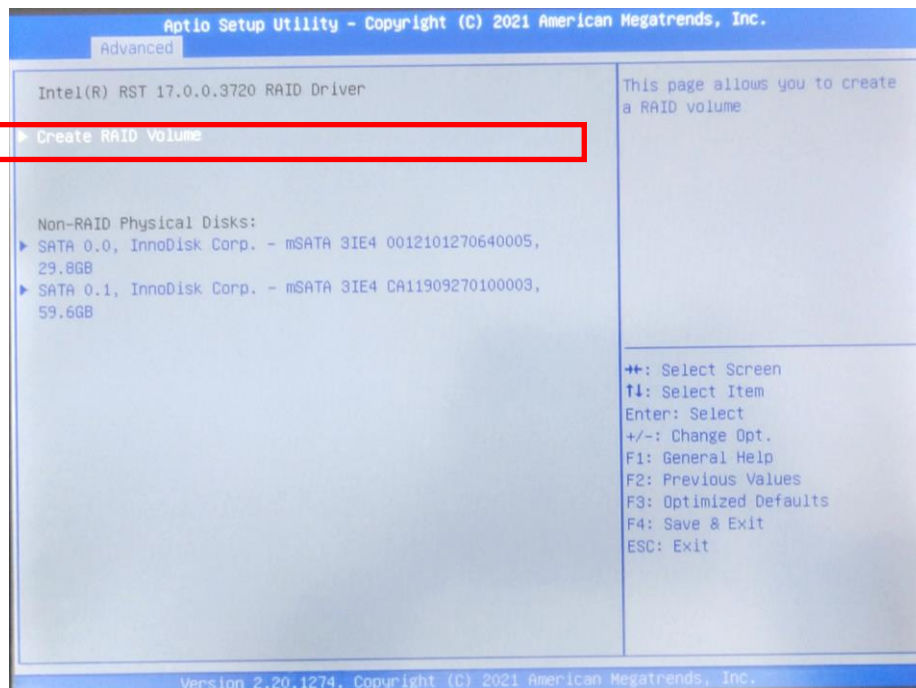 Aptio Setup Utility – Copyright (C) 2021 American Megatrends, Inc.
Advanced
Intel(R) RST 17.0.0.3720 RAID Driver
▶ Create RAID Volume
Non-RAID Physical Disks:
▶ SATA 0.0, InnoDisk Corp. - mSATA 3IE4 0012101270640005,
29.8GB
▶ SATA 0.1, InnoDisk Corp. - mSATA 3IE4 CA11909270100003,
59.6GB
This page allows you to create
a RAID volume
→←: Select Screen
↑↓: Select Item
Enter: Select
+/-: Change Opt.
F1: General Help
F2: Previous Values
F3: Optimized Defaults
F4: Save & Exit
ESC: Exit
Version 2.20.1274. Copyright (C) 2021 American Megatrends, Inc.